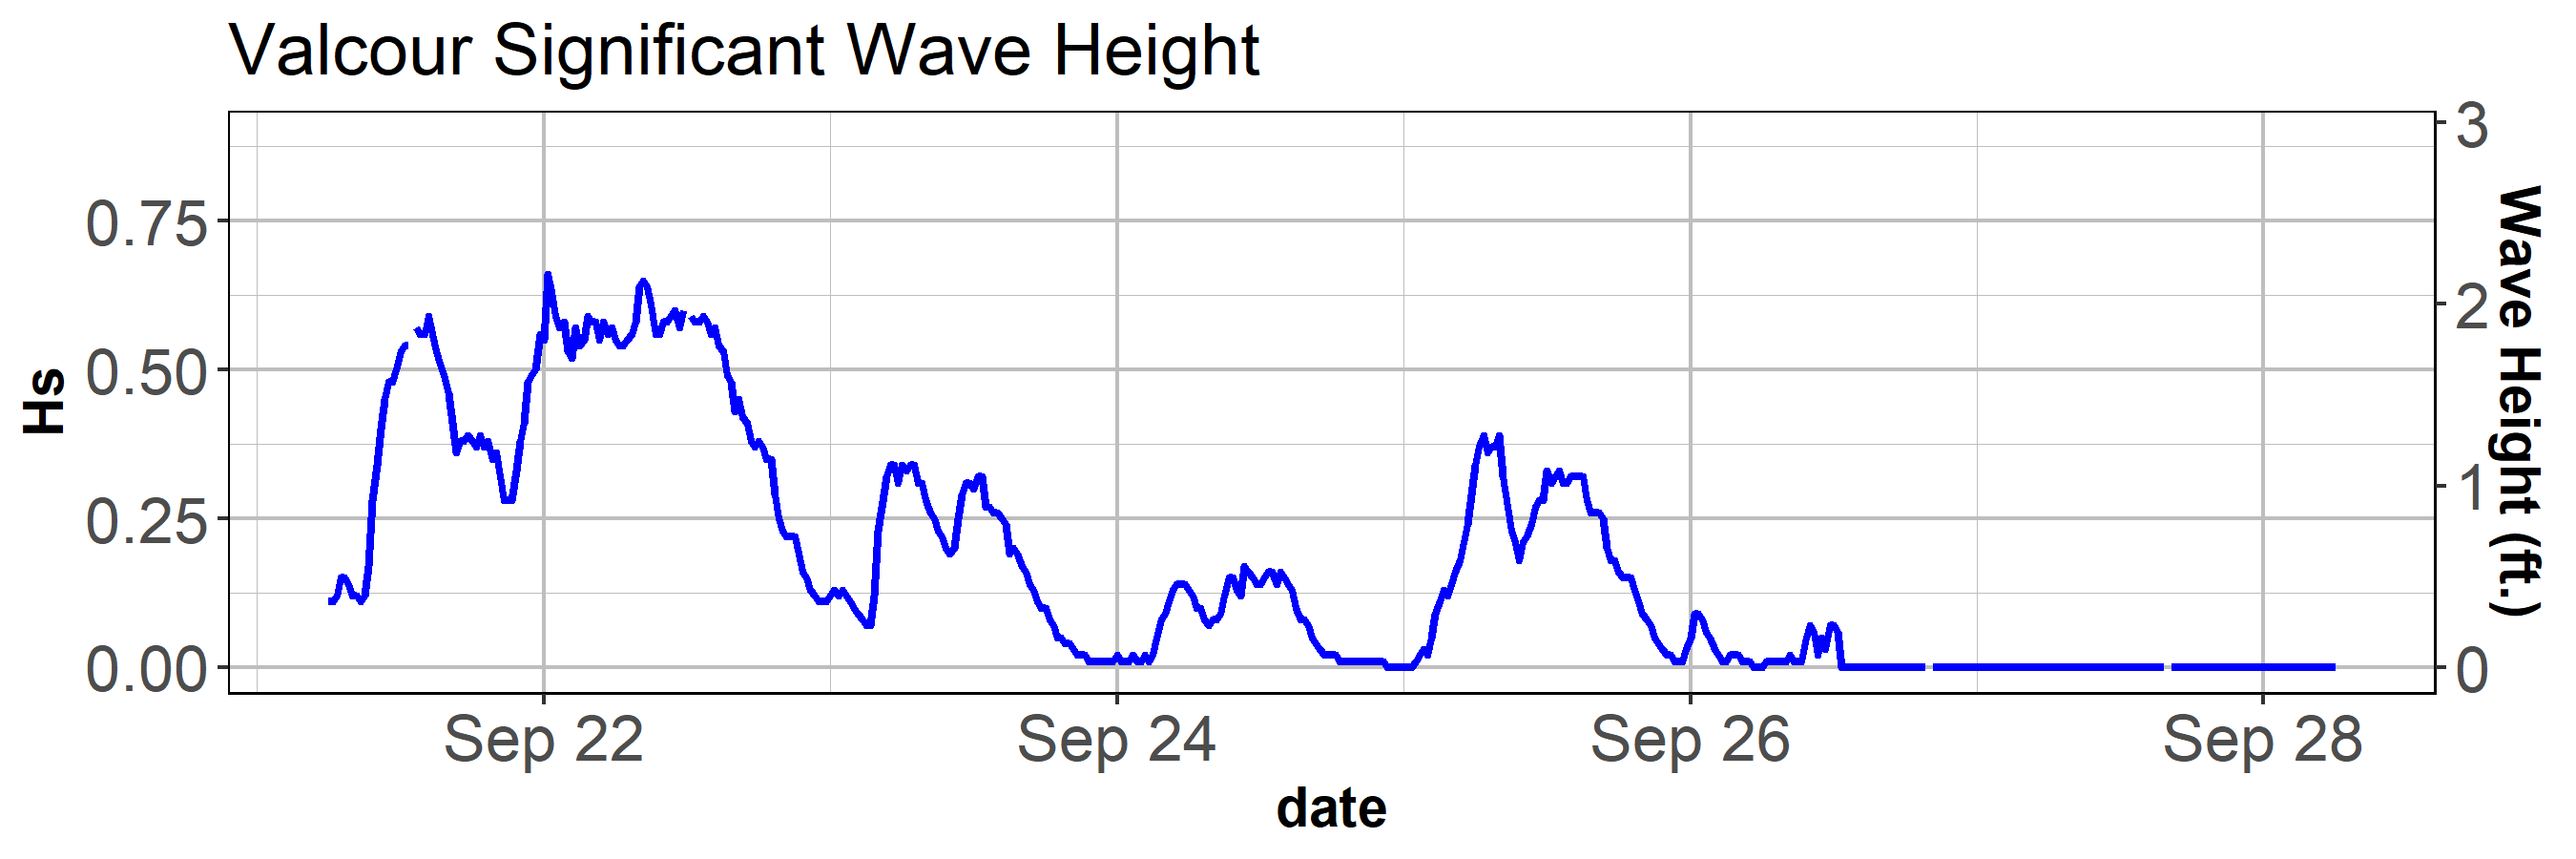 Valcour Significant Wave Height
Hs
0.75
0.50
0.25
0.00
3
2
1
0
Wave Height (ft.)
Sep 22
Sep 24
Sep 26
Sep 28
date